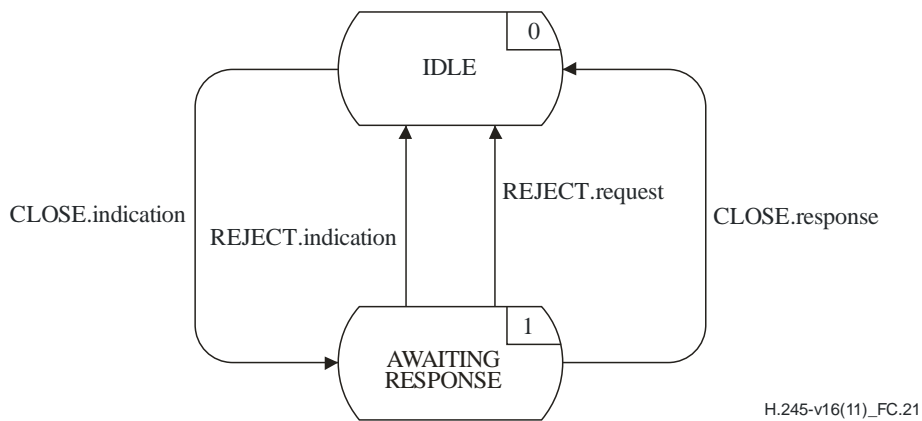 0
IDLE
REJECT.request
CLOSE.indication
CLOSE.response
REJECT.indication
1
AWAITING
RESPONSE
H.245-v16(11)_FC.21